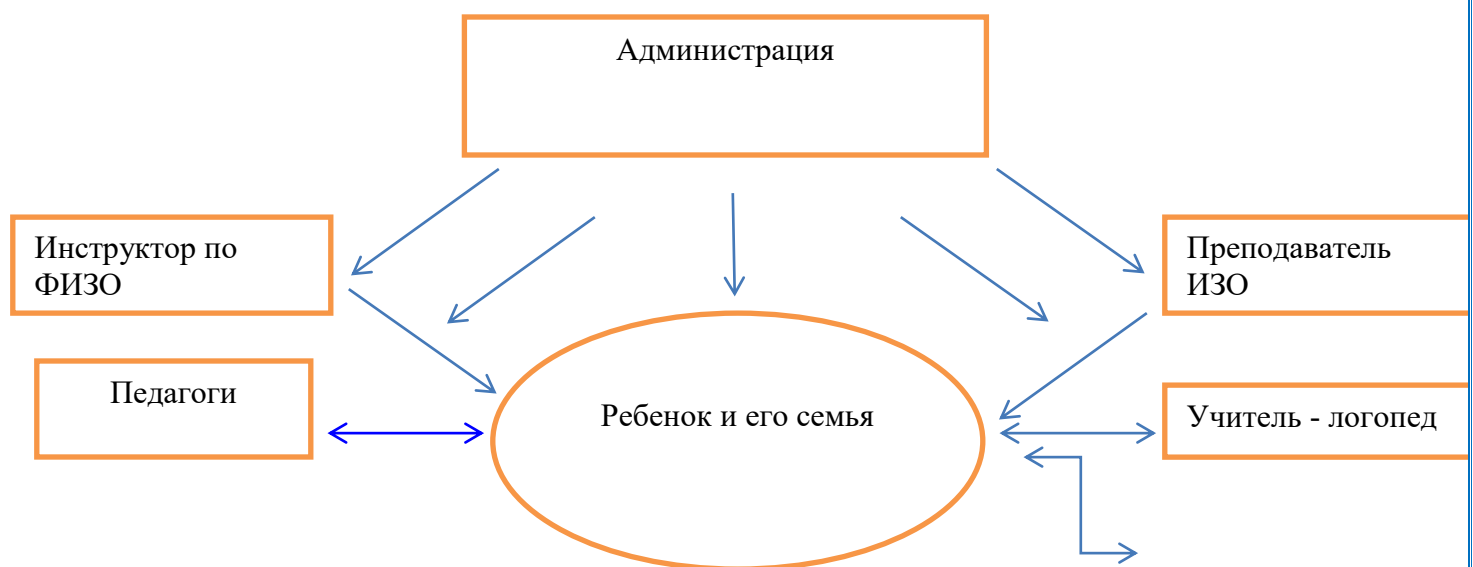 Администрация
Инструктор по
ФИЗО
Преподаватель
ИЗО
Педагоги
Ребенок и его семья
Учитель - логопед